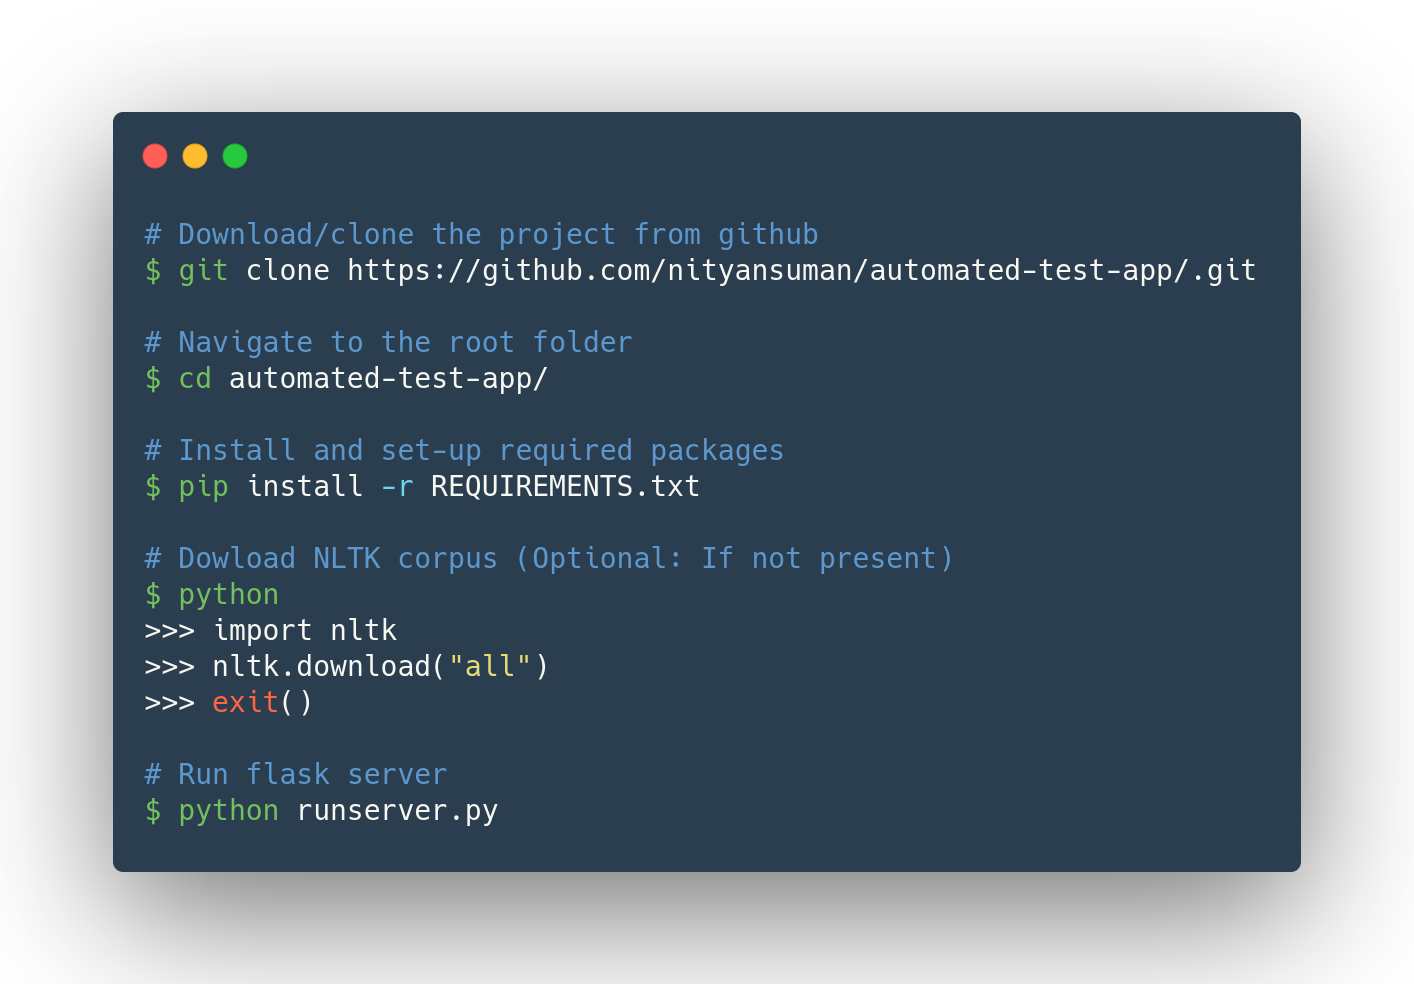 # Download/clone the project from github
$ git clone https://github.com/nityansuman/automated-test-app/.git
# Navigate to the root folder
$ cd automated-test-app/
# Install and set-up required packages
$ pip install -r REQUIREMENTS.txt
# Dowload NLTK corpus (Optional: If not present)
$ python
>>> import nltk
>>> nltk.download("all")
>>> exit()
# Run flask server
$ python runserver.py